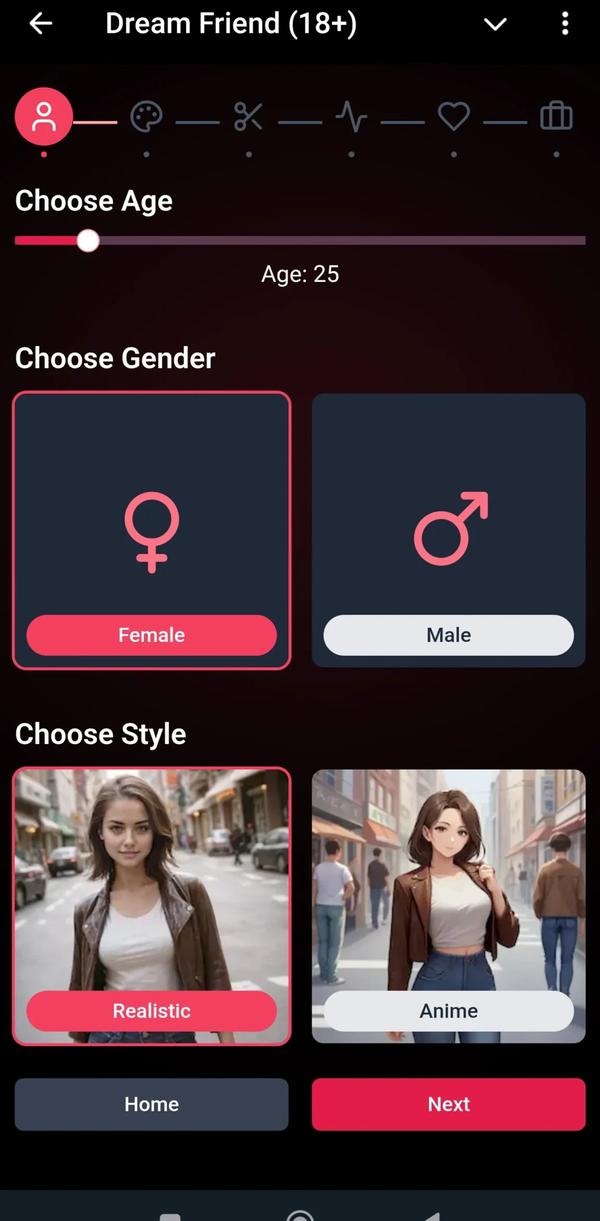 Dream Friend (18+)
Choose Age
Age: 25
Choose Gender
Female
Male
Choose Style
Realistic
Anime
Home
Next